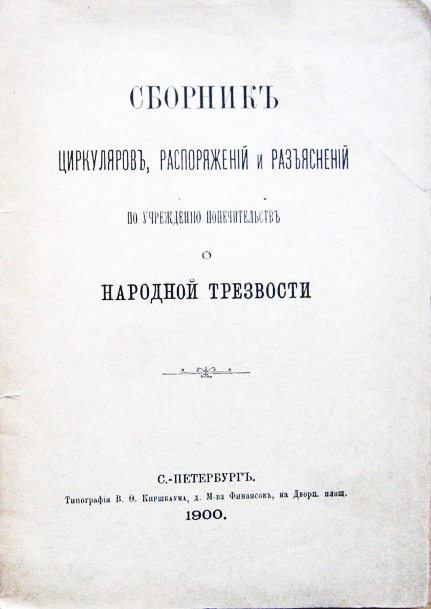 СБОРНИКЪ
ЦИРКУЛЯРОВЪ, РАСПОРЯЖЕНІЙ и РАЗЪЯСНЕНІЙ
ПО УЧРЕЖДЕНІЮ ПОПЕЧИТЕЛЬСТВЪ
О
НАРОДНОЙ ТРЕЗВОСТИ
С.-ПЕТЕРБУРГЪ.
Типографія В. Ѳ. Киршбаума, д. М-ва Финансовъ, на Дворц. площ.
1900.